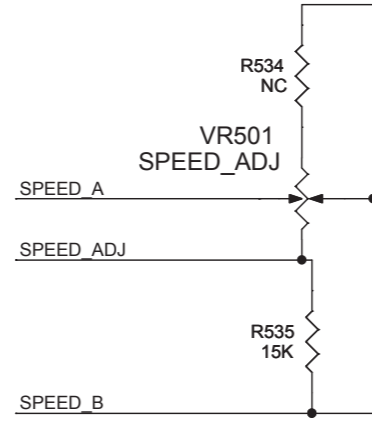 R534
NC
VR501
SPEED_ADJ
SPEED_A
SPEED_ADJ
R535
15K
SPEED_B